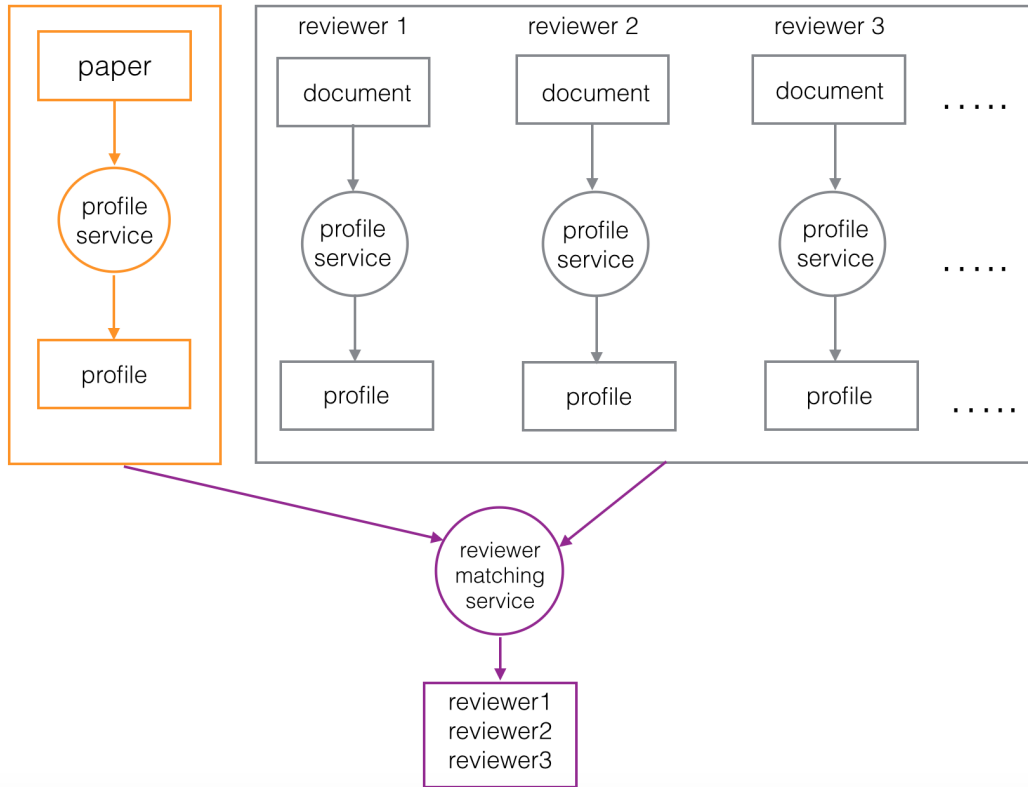 paper
profile
service
profile
reviewer 1
document
profile
service
profile
reviewer 2
document
profile
service
profile
reviewer 3
document
profile
service
profile
.....
.....
.....
reviewer
matching
service
reviewer1
reviewer2
reviewer3